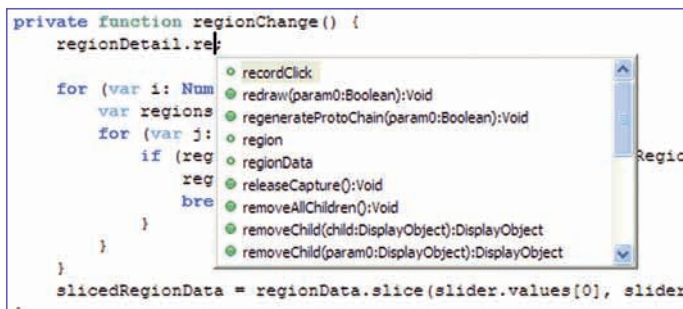 private function regionChange() {
regionDetail.re;
recordClick
redraw(param0:Boolean):Void
regenerateProtoChain(param0:Boolean):Void
region
regionData
releaseCapture():Void
removeAllChildren():Void
removeChild(child:DisplayObject):DisplayObject
removeChild(param0:DisplayObject):DisplayObject
for (var i: Num
var regions
for (var j:
if (reg Regio
reg
bre
}
}
}
slicedRegionData = regionData.slice(slider.values[0], slider